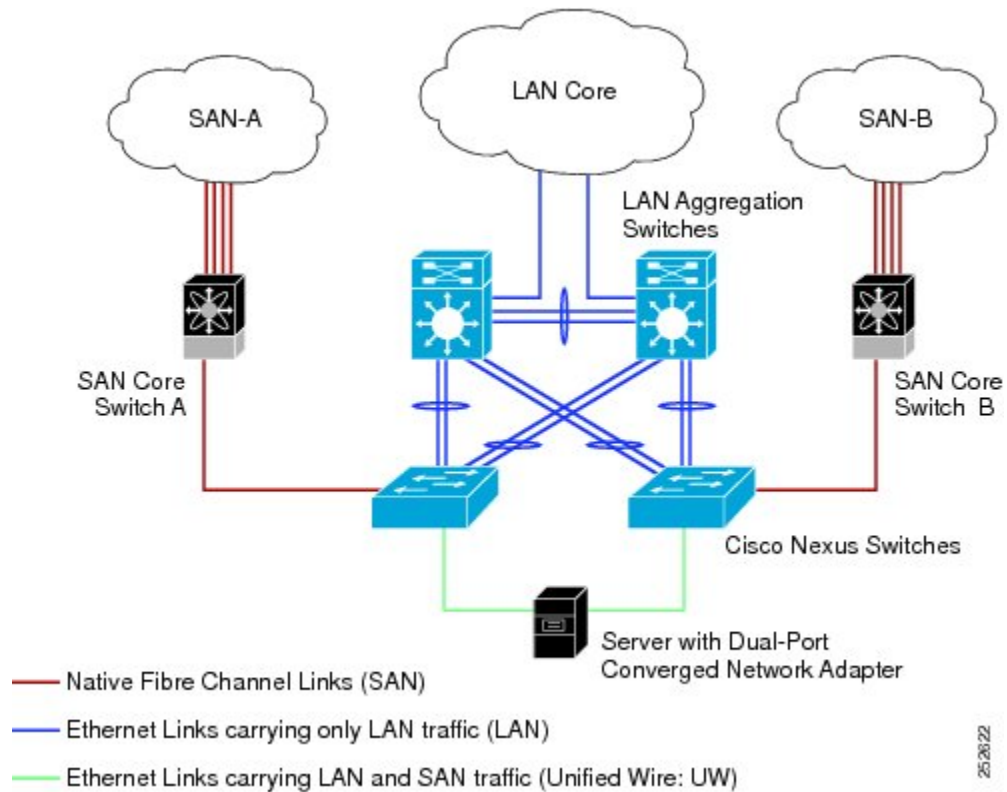 SAN-A
LAN Core
SAN-B
LAN Aggregation
Switches
SAN Core
Switch A
SAN Core
Switch B
Cisco Nexus Switches
Server with Dual-Port
Converged Network Adapter
Native Fibre Channel Links (SAN)
Ethernet Links carrying only LAN traffic (LAN)
Ethernet Links carrying LAN and SAN traffic (Unified Wire: UW)
252622